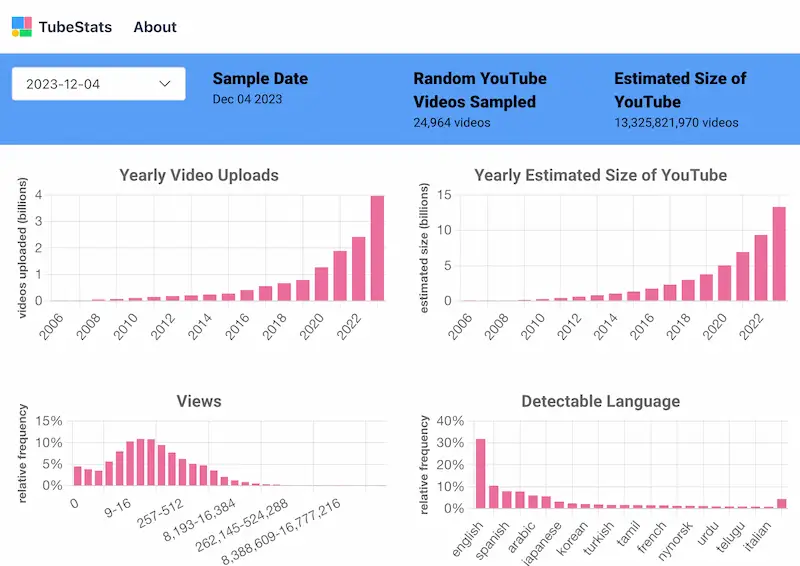 TubeStats About
2023-12-04
Sample Date
Dec 04 2023
Random YouTube
Videos Sampled
24,964 videos
Estimated Size of
YouTube
13,325,821,970 videos
Yearly Video Uploads
videos uploaded (billions)
4
3
2
1
0
2006 2008 2010 2012 2014 2016 2018 2020 2022
Yearly Estimated Size of YouTube
estimated size (billions)
15
10
5
0
2006 2008 2010 2012 2014 2016 2018 2020 2022
Views
relative frequency
15%
10%
5%
0%
0 9-16 257-512 8,193-16,384 262,145-524,288 8,388,609-16,777,216
Detectable Language
relative frequency
40%
30%
20%
10%
0%
english spanish arabic japanese korean turkish tamil french nynorsk urdu telugu italian